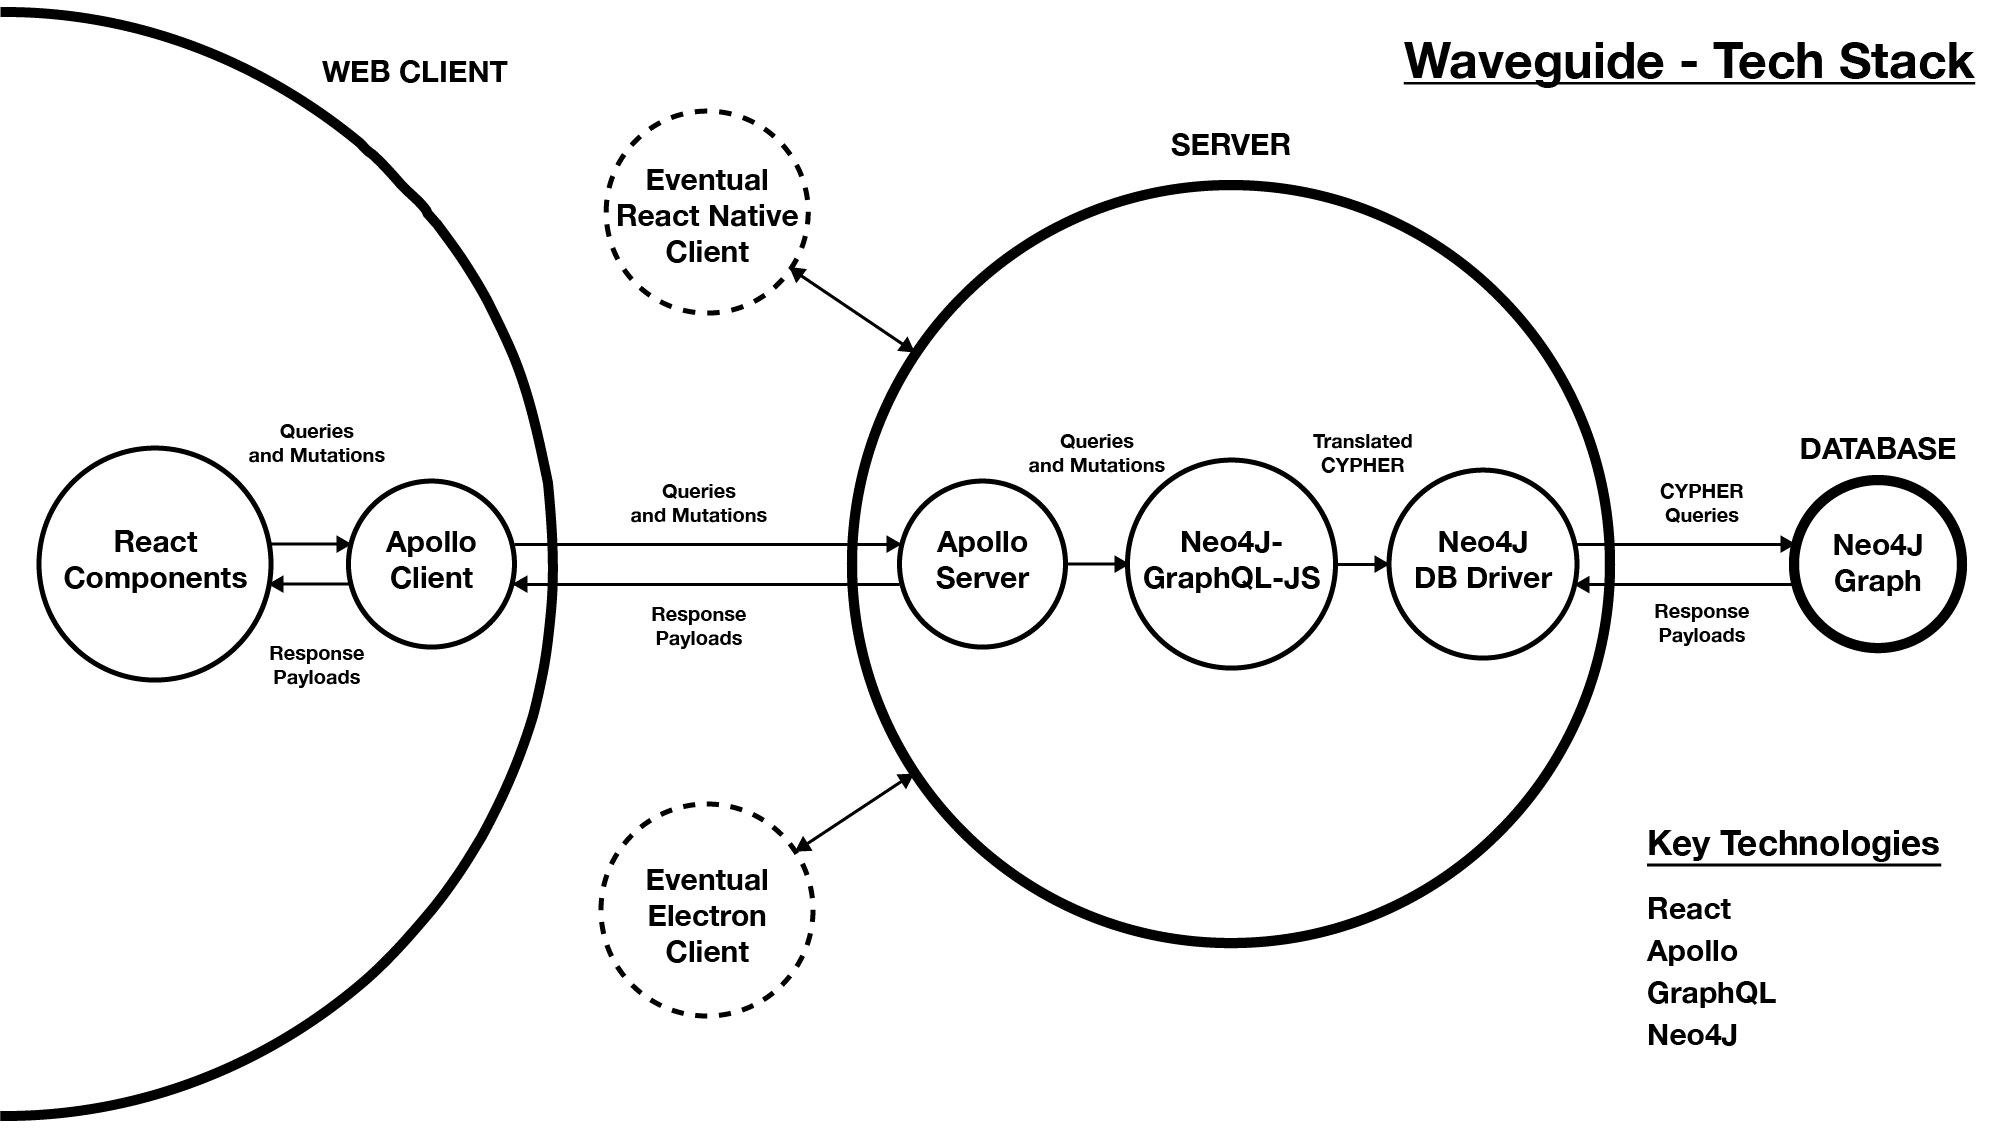 Waveguide - Tech Stack
WEB CLIENT
Eventual
React Native
Client
SERVER
Queries
and Mutations
React
Components
Apollo
Client
Response
Payloads
Queries
and Mutations
Response
Payloads
Apollo
Server
Queries
and Mutations
Neo4J-
GraphQL-JS
Translated
CYPHER
Neo4J
DB Driver
CYPHER
Queries
Response
Payloads
DATABASE
Neo4J
Graph
Eventual
Electron
Client
Key Technologies
React
Apollo
GraphQL
Neo4J